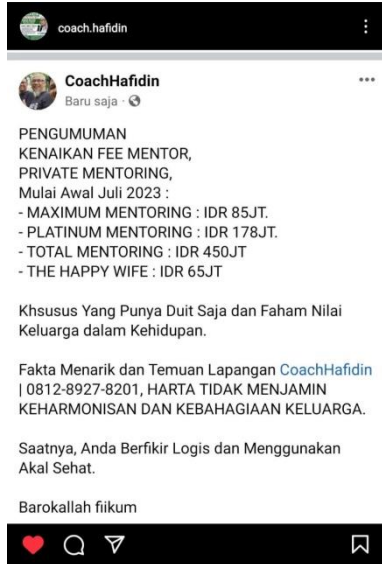 coach.hafidin
CoachHafidin
Baru saja ·
PENGUMUMAN
KENAIKAN FEE MENTOR,
PRIVATE MENTORING,
Mulai Awal Juli 2023 :
- MAXIMUM MENTORING : IDR 85JT.
- PLATINUM MENTORING : IDR 178JT.
- TOTAL MENTORING : IDR 450JT
- THE HAPPY WIFE : IDR 65JT
Khsusus Yang Punya Duit Saja dan Faham Nilai
Keluarga dalam Kehidupan.
Fakta Menarik dan Temuan Lapangan CoachHafidin
| 0812-8927-8201, HARTA TIDAK MENJAMIN
KEHARMONISAN DAN KEBAHAGIAAN KELUARGA.
Saatnya, Anda Berfikir Logis dan Menggunakan
Akal Sehat.
Barokallah fiikum